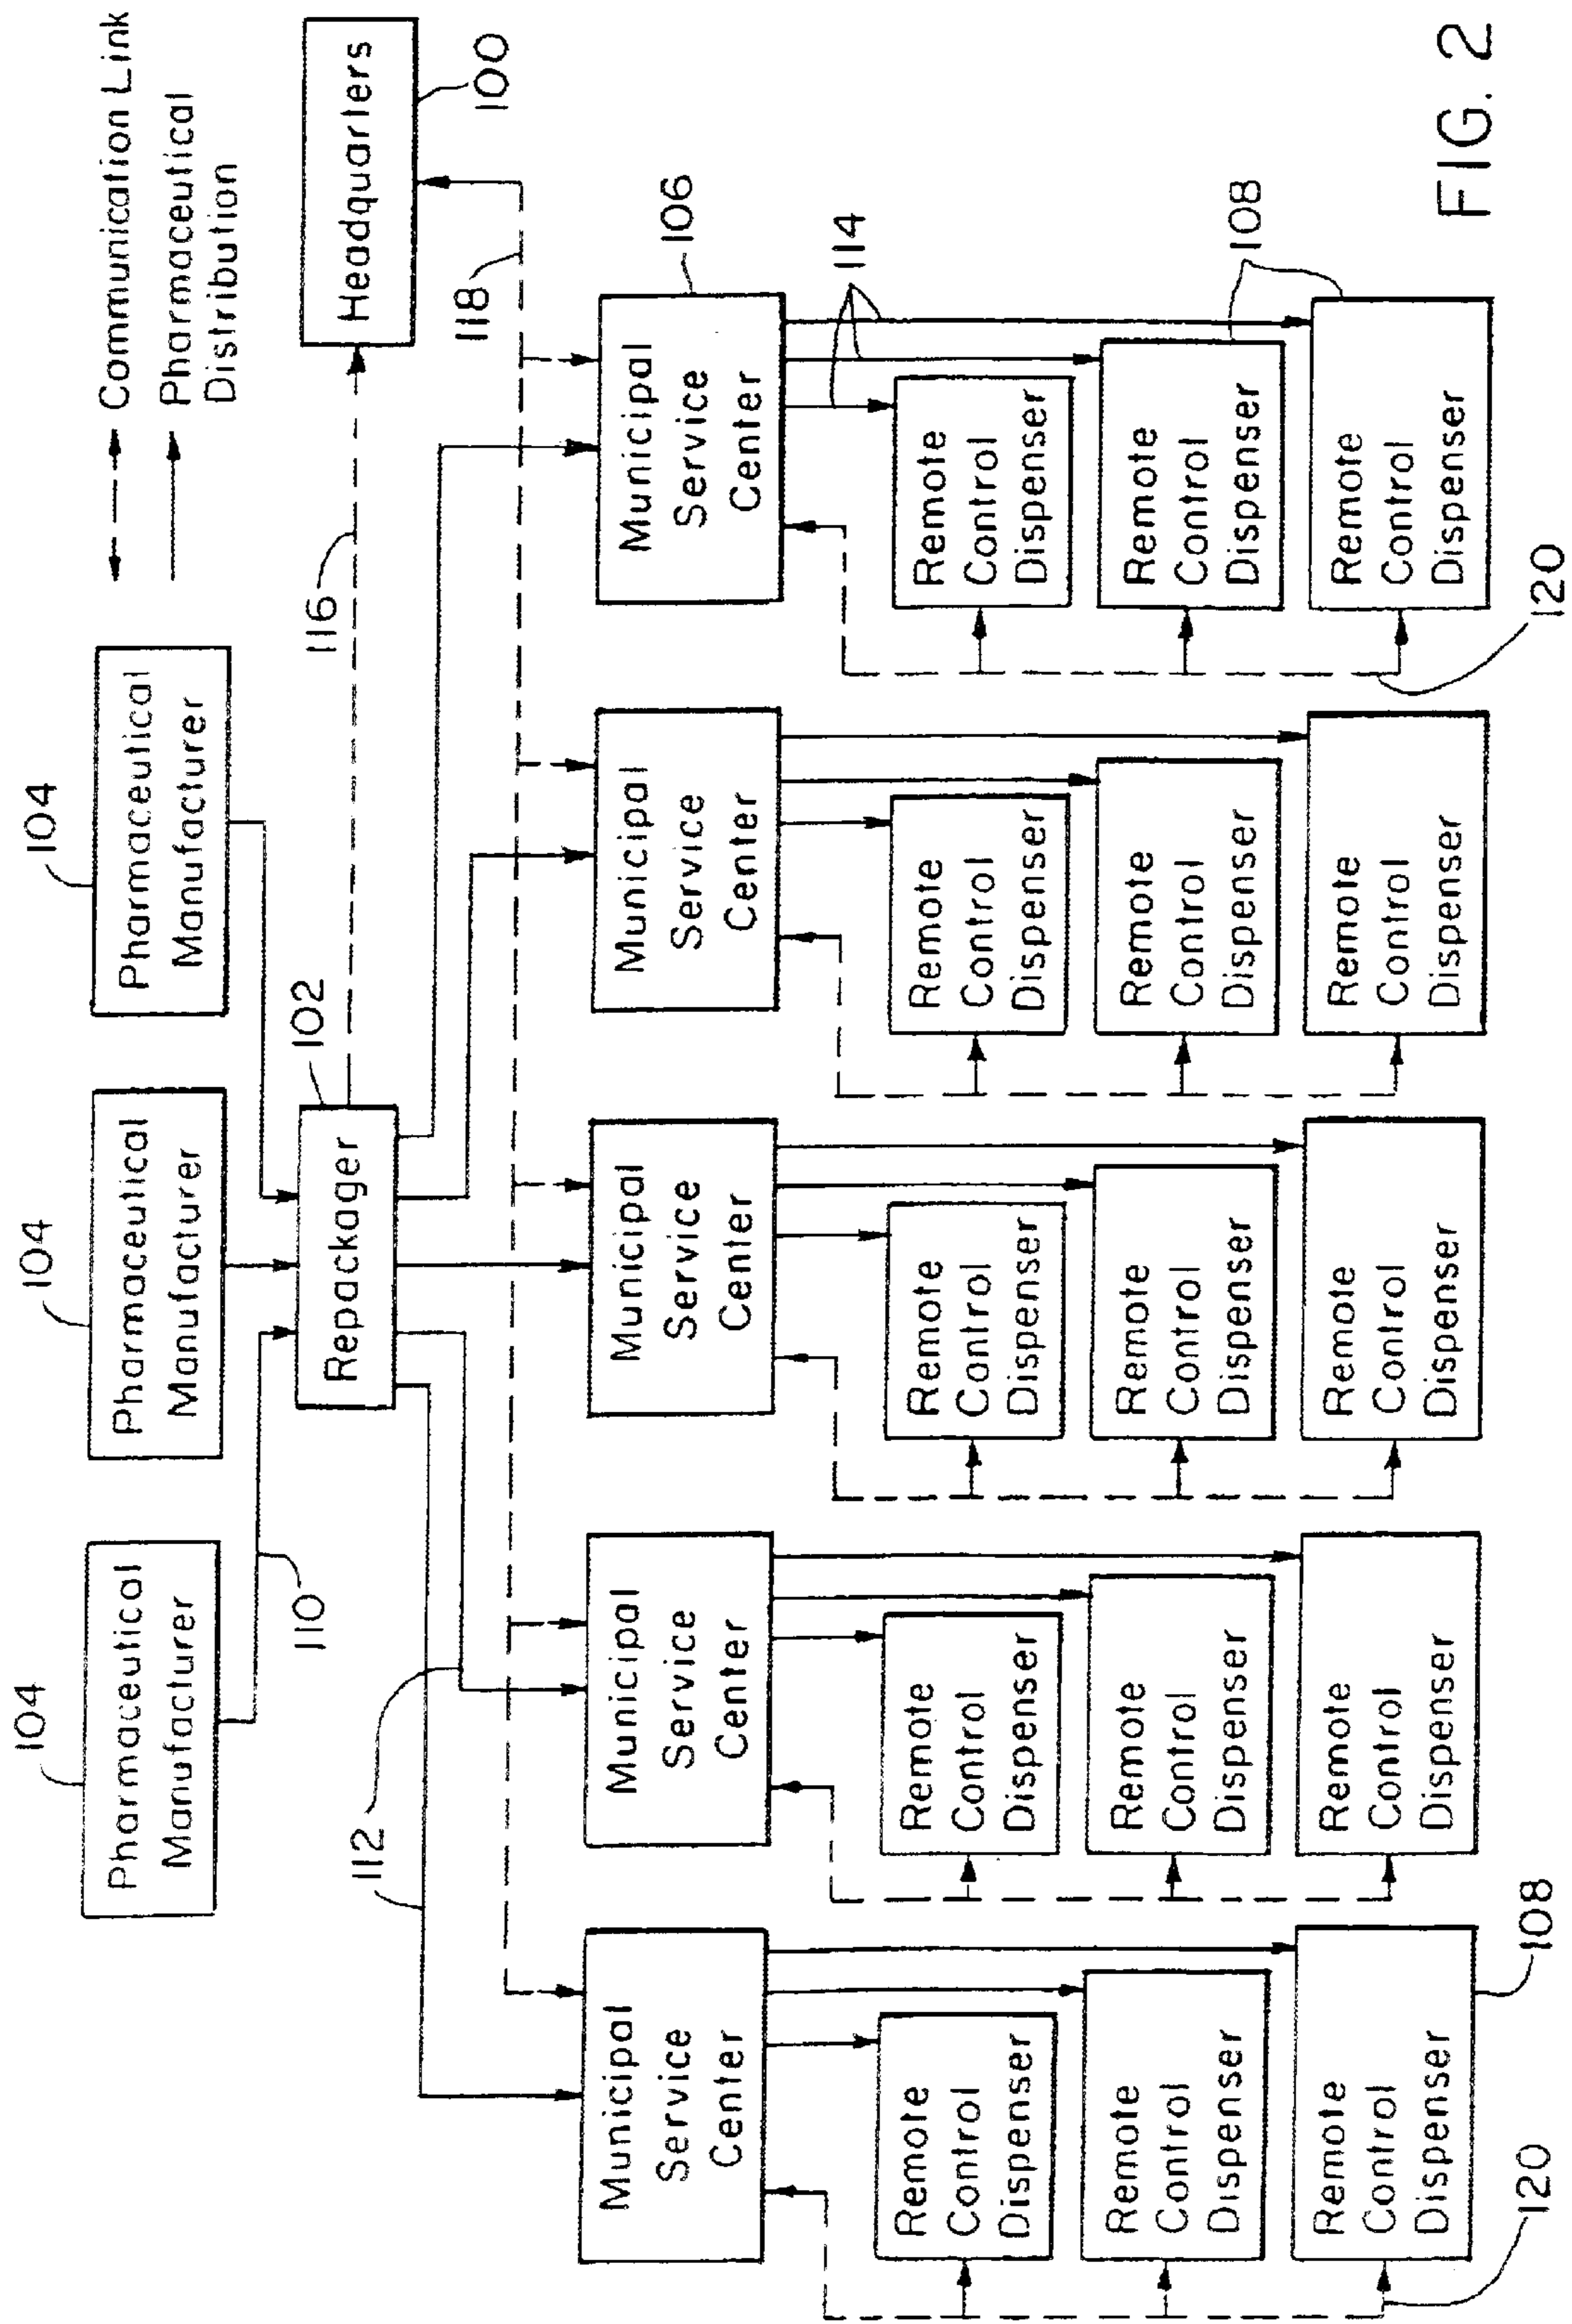 Communication Link
Pharmaceutical
Distribution
104
Pharmaceutical
Manufacturer
104
Pharmaceutical
Manufacturer
104
Pharmaceutical
Manufacturer
110
Repackager
102
116
Headquarters
100
112
118
Municipal
Service
Center
Municipal
Service
Center
Municipal
Service
Center
Municipal
Service
Center
Municipal
Service
Center
106
114
Remote
Control
Dispenser
Remote
Control
Dispenser
Remote
Control
Dispenser
Remote
Control
Dispenser
Remote
Control
Dispenser
Remote
Control
Dispenser
Remote
Control
Dispenser
Remote
Control
Dispenser
Remote
Control
Dispenser
Remote
Control
Dispenser
108
Remote
Control
Dispenser
Remote
Control
Dispenser
Remote
Control
Dispenser
Remote
Control
Dispenser
Remote
Control
Dispenser
120
108
120
FIG. 2